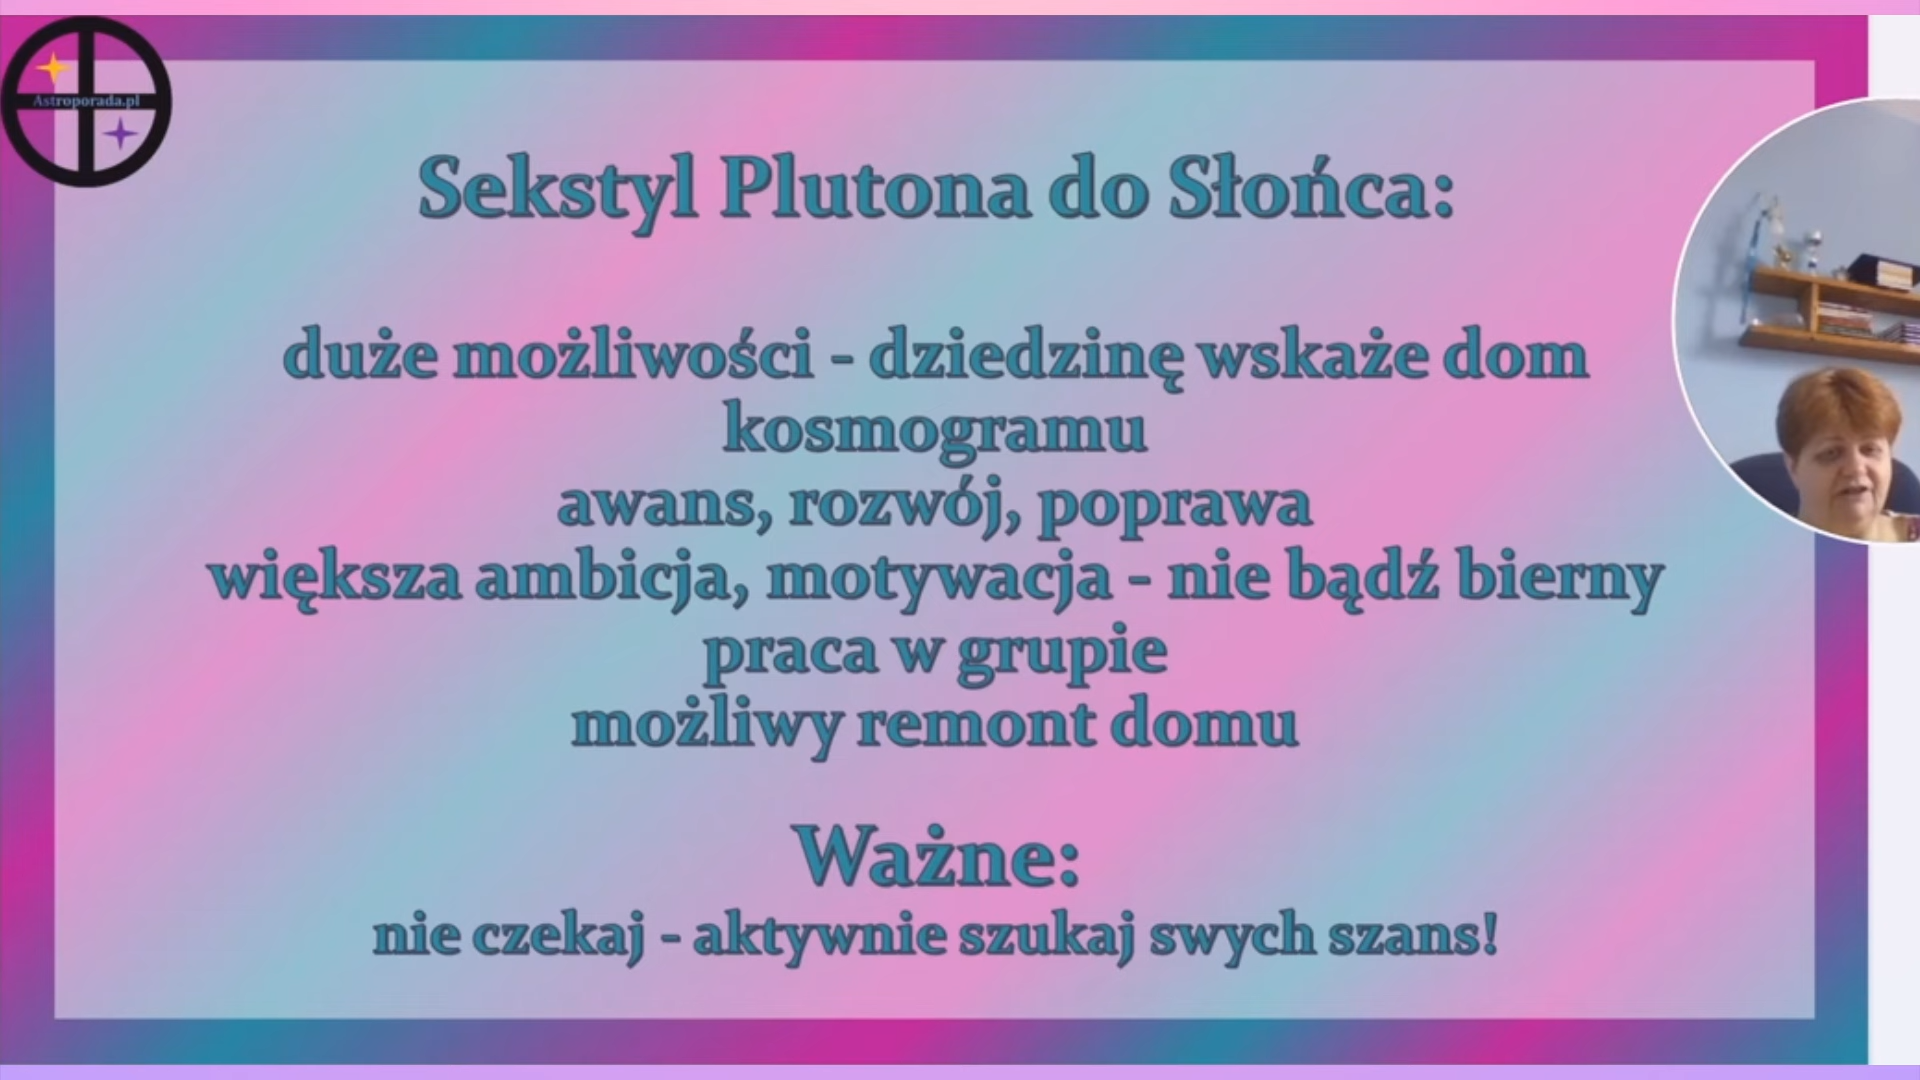 Astroporada.pl
Sekstyl Plutona do Słońca:
duże możliwości - dziedzinę wskaże dom
kosmogramu
awans, rozwój, poprawa
większa ambicja, motywacja - nie bądź bierny
praca w grupie
możliwy remont domu
Ważne:
nie czekaj - aktywnie szukaj swych szans!